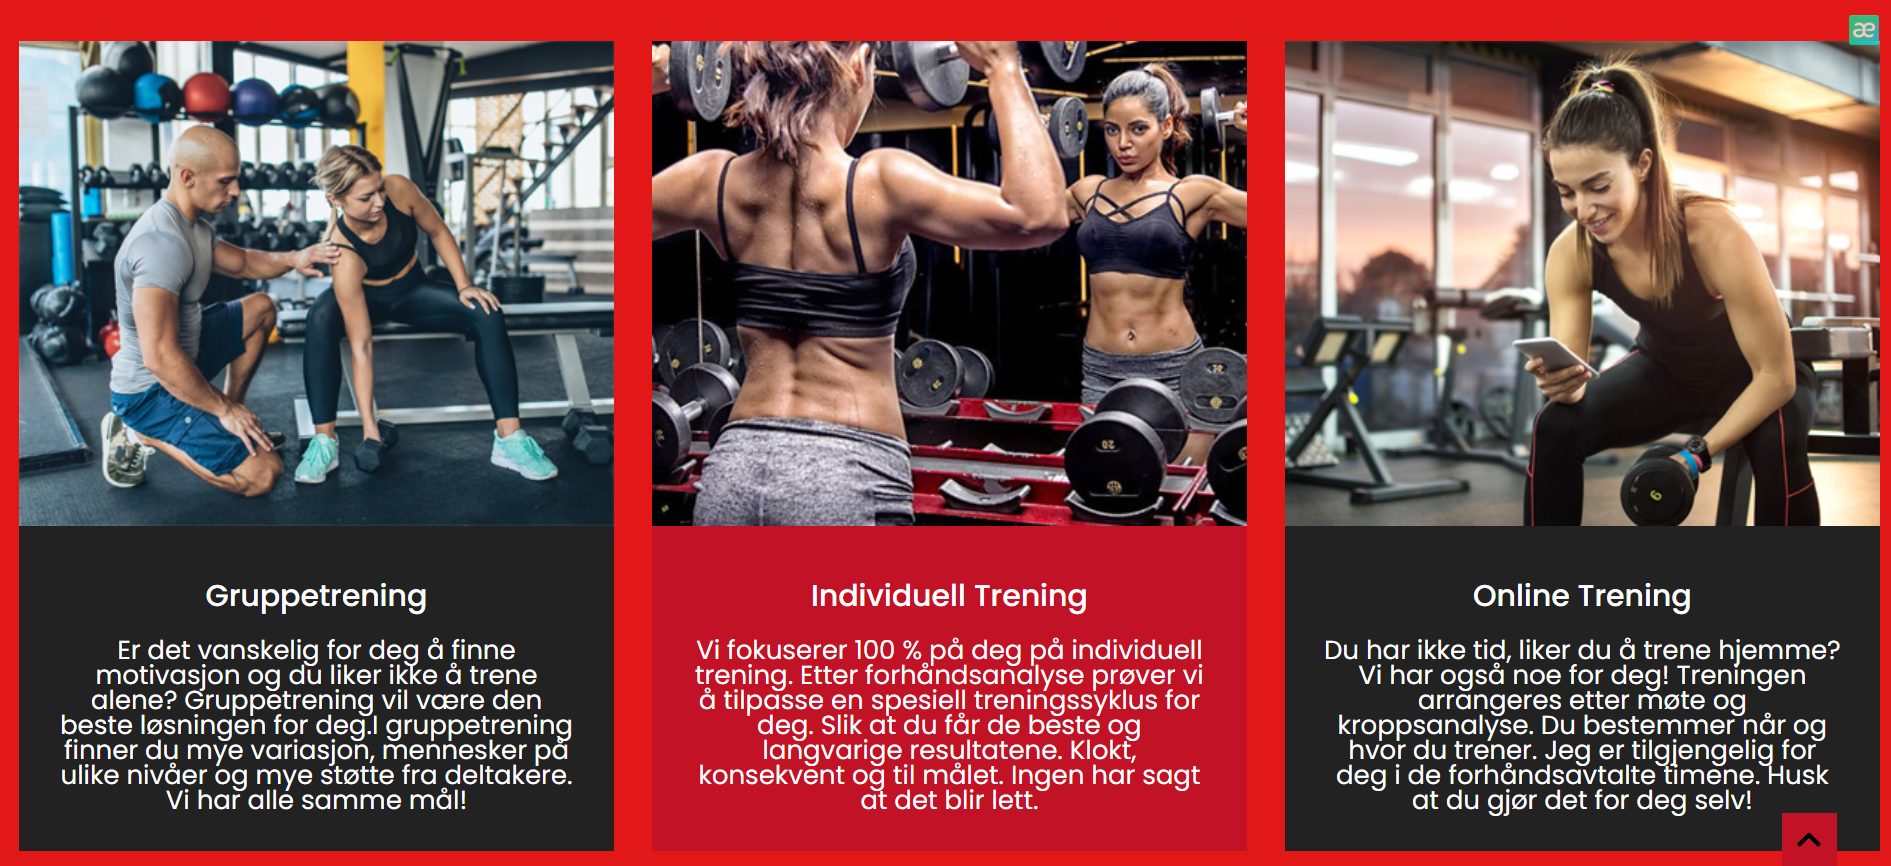 æ
Gruppetrening
Er det vanskelig for deg å finne
motivasjon og du liker ikke å trene
alene? Gruppetrening vil være den
beste løsningen for deg.I gruppetrening
finner du mye variasjon, mennesker på
ulike nivåer og mye støtte fra deltakere.
Vi har alle samme mål!
Individuell Trening
Vi fokuserer 100 % på deg på individuell
trening. Etter forhåndsanalyse prøver vi
å tilpasse en spesiell treningssyklus for
deg. Slik at du får de beste og
langvarige resultatene. Klokt,
konsekvent og til målet. Ingen har sagt
at det blir lett.
20
Online Trening
Du har ikke tid, liker du å trene hjemme?
Vi har også noe for deg! Treningen
arrangeres etter møte og
kroppsanalyse. Du bestemmer når og
hvor du trener. Jeg er tilgjengelig for
deg i de forhåndsavtalte timene. Husk
at du gjør det for deg selv!